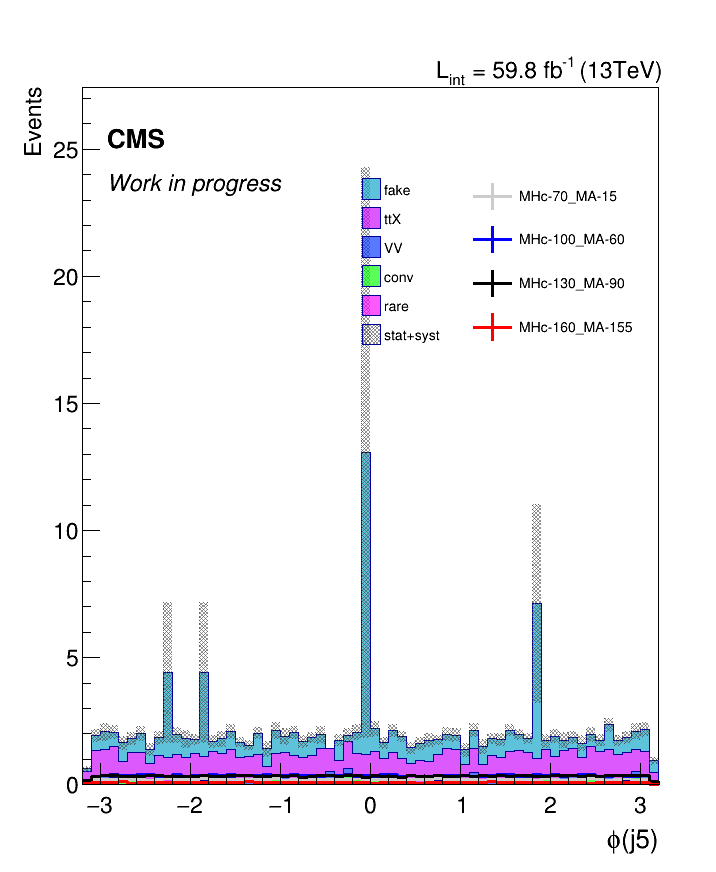 L_int = 59.8 fb^-1 (13TeV)
Events
CMS
Work in progress
fake
ttX
VV
conv
rare
stat+syst
MHc-70_MA-15
MHc-100_MA-60
MHc-130_MA-90
MHc-160_MA-155
25
20
15
10
5
0
−3 −2 −1 0 1 2 3
ϕ(j5)